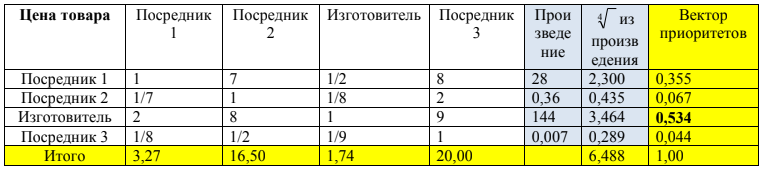 Цена товара Посредник 1 Посредник 2 Изготовитель Посредник 3 Произведение ∜ из произведения Вектор приоритетов
Посредник 1 1 7 1/2 8 28 2,300 0,355
Посредник 2 1/7 1 1/8 2 0,36 0,435 0,067
Изготовитель 2 8 1 9 144 3,464 0,534
Посредник 3 1/8 1/2 1/9 1 0,007 0,289 0,044
Итого 3,27 16,50 1,74 20,00 6,488 1,00